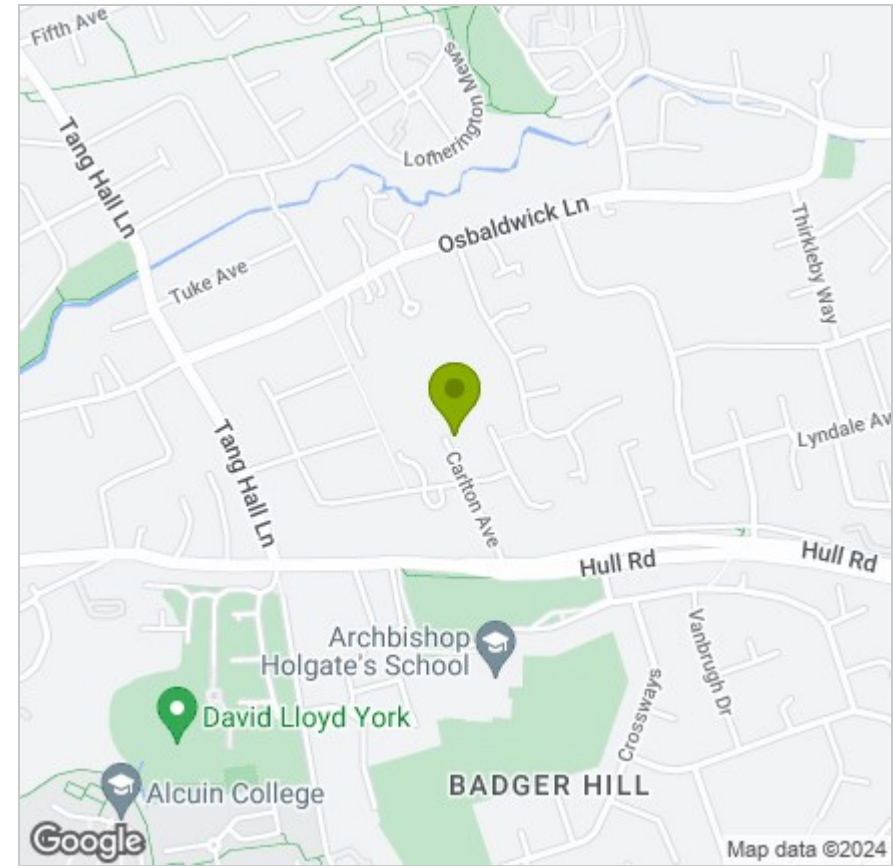 Fifth Ave
Lotherington Mews
Tang Hall Ln
Osbaldwick Ln
Thirkleby Way
Tuke Ave
Tang Hall Ln
Lyndale Av
Carlton Ave
Hull Rd
Hull Rd
Archbishop
Holgate's School
Vanbrugh Dr
Crossways
David Lloyd York
BADGER HILL
Alcuin College
Google
Map data ©2024